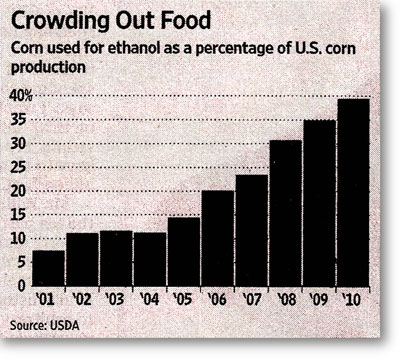 Crowding Out Food
Corn used for ethanol as a percentage of U.S. corn
production
40%
35
30
25
20
15
10
5
0
'01 '02 '03 '04 '05 '06 '07 '08 '09 '10
Source: USDA